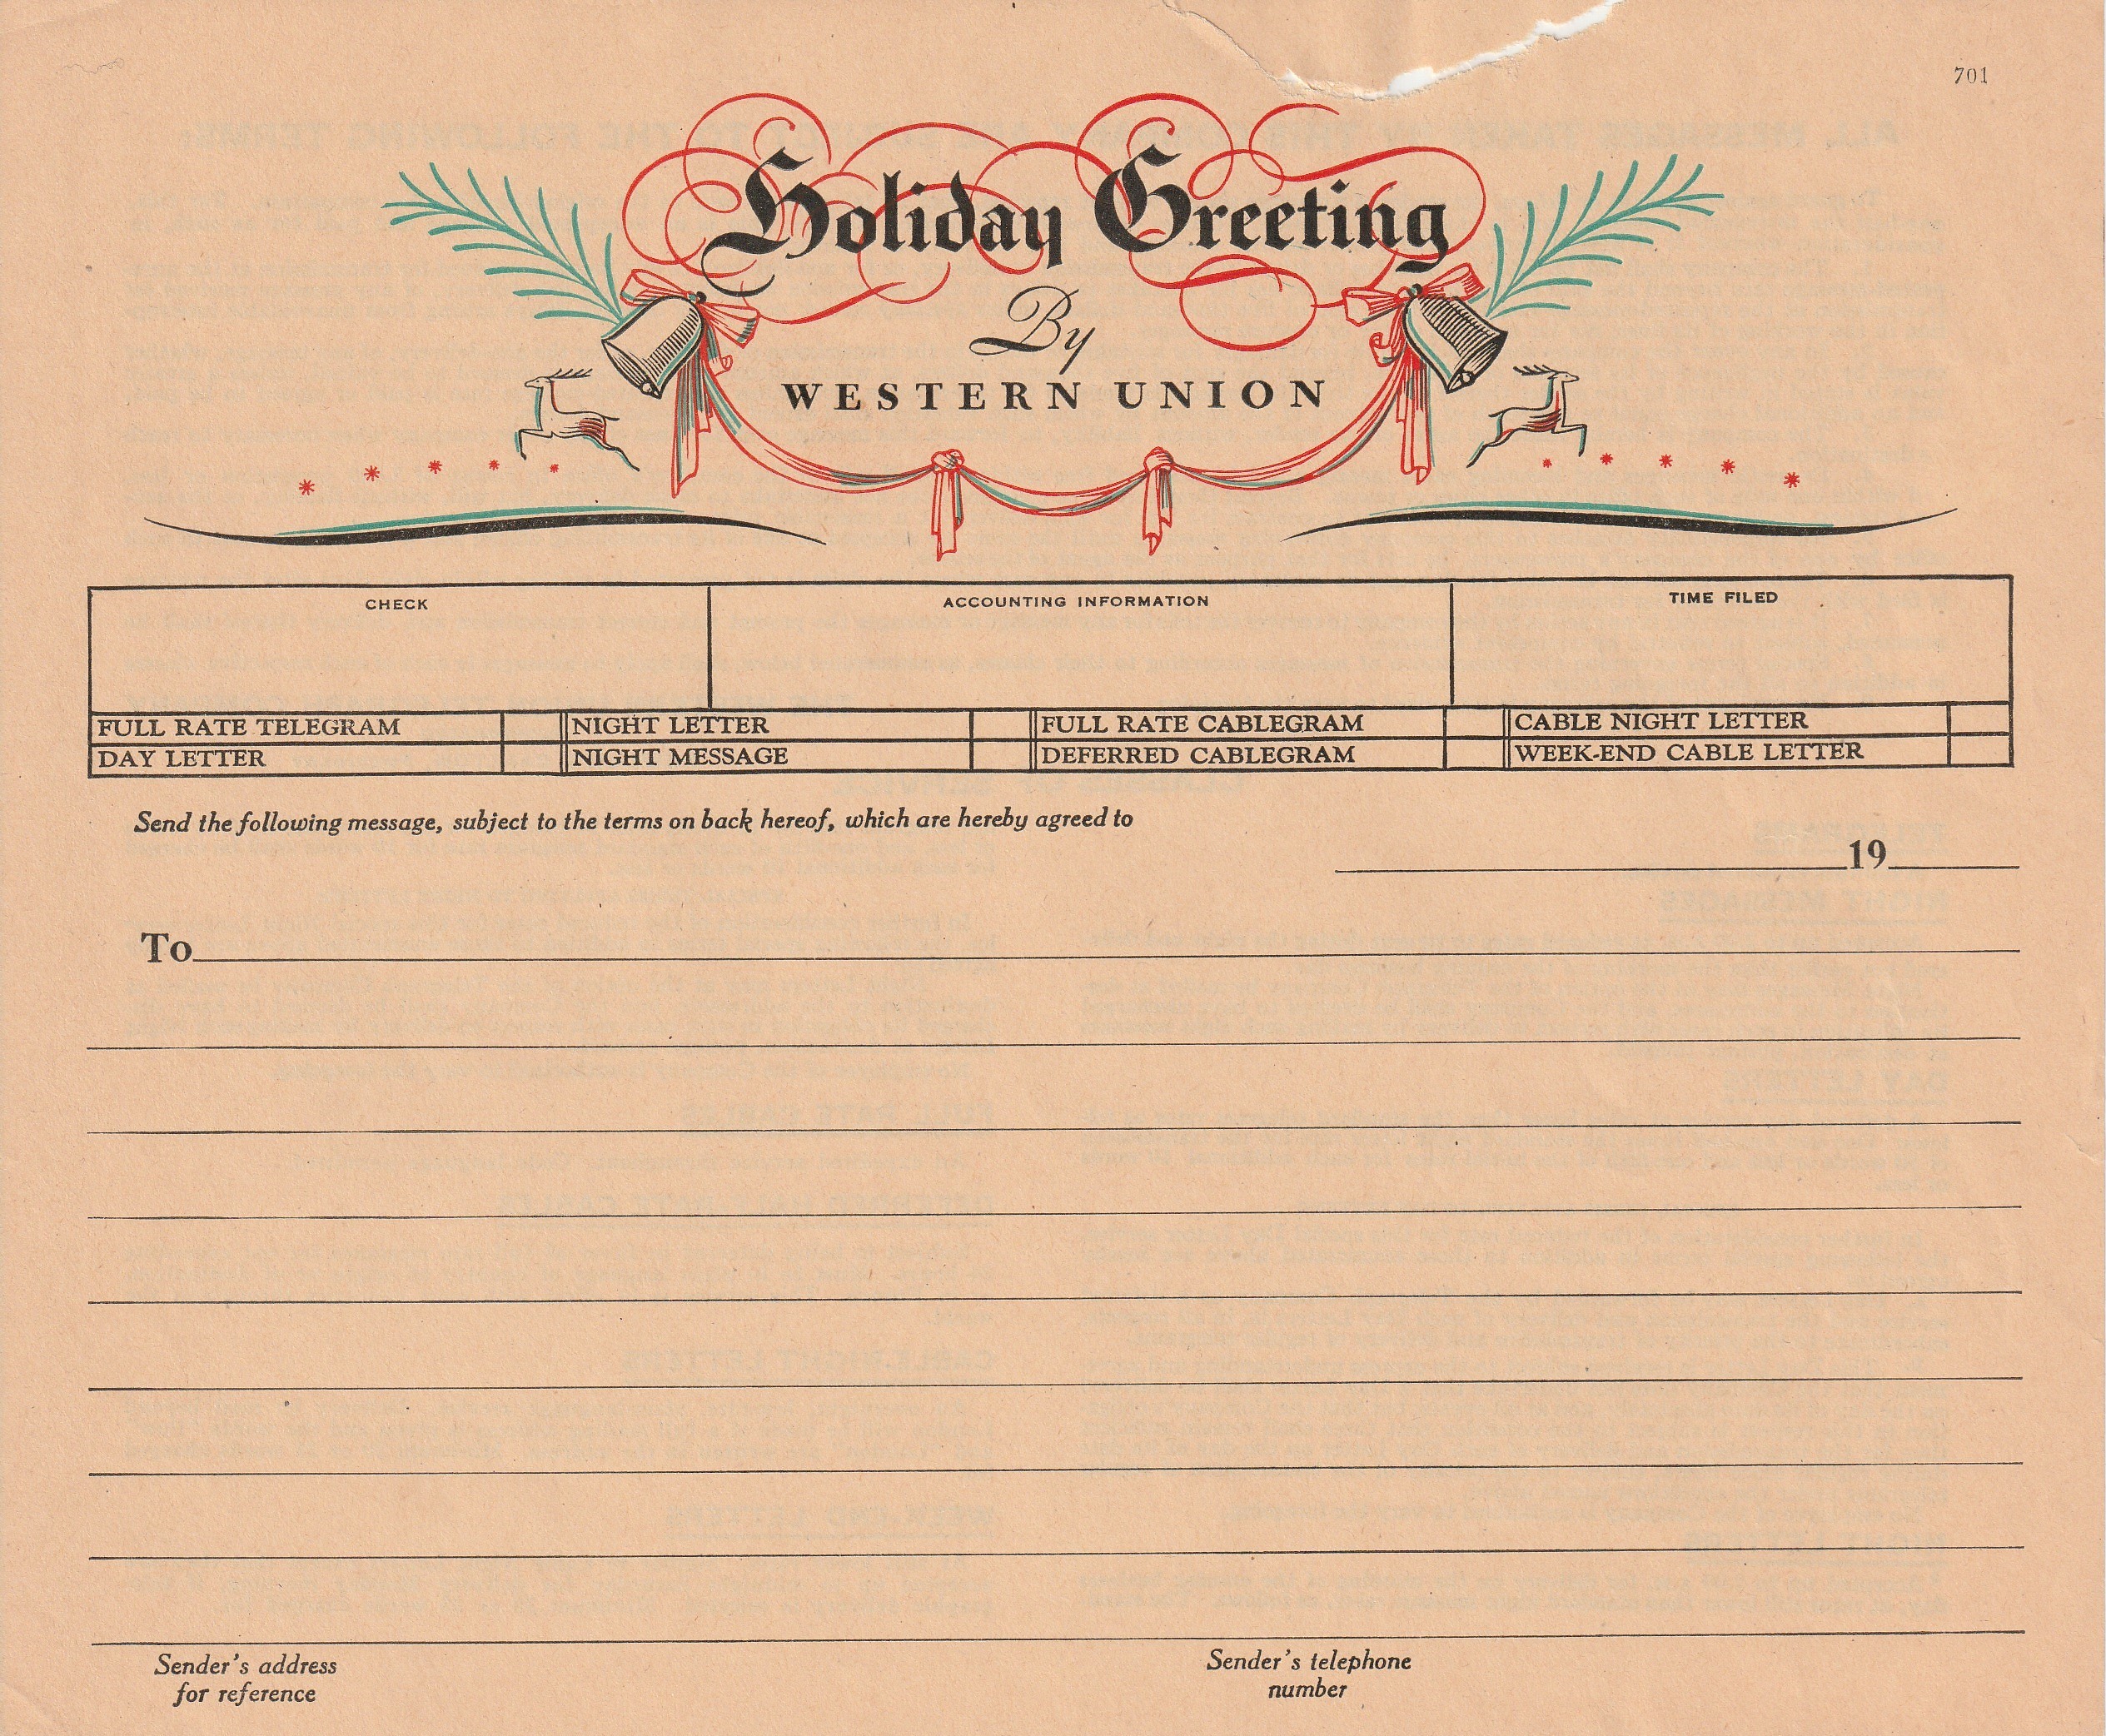 701
Holiday Greeting
By
WESTERN UNION
CHECK
ACCOUNTING INFORMATION
TIME FILED
FULL RATE TELEGRAM
NIGHT LETTER
FULL RATE CABLEGRAM
CABLE NIGHT LETTER
DAY LETTER
NIGHT MESSAGE
DEFERRED CABLEGRAM
WEEK-END CABLE LETTER
Send the following message, subject to the terms on back hereof, which are hereby agreed to
19
To
Sender's address
for reference
Sender's telephone
number